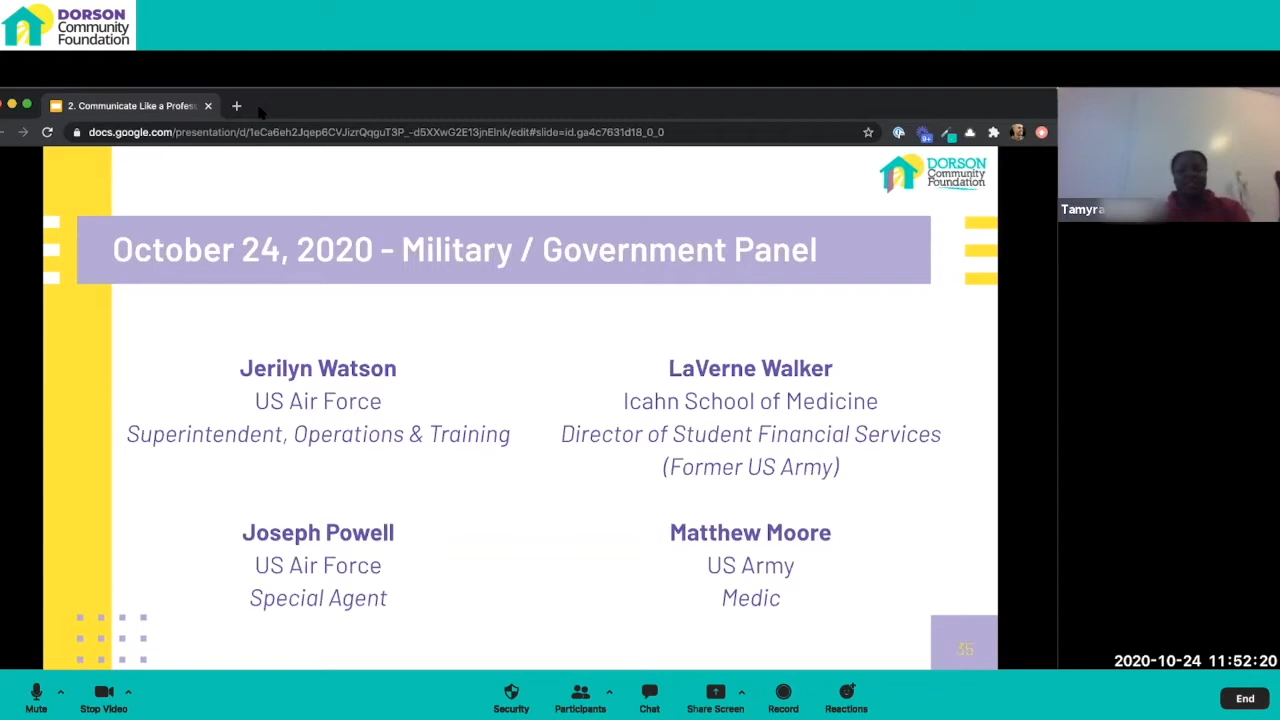 DORSON
Community
Foundation
2. Communicate Like a Profess
docs.google.com/presentation/d/1eCa6eh2Jqep6CVJizrQqguT3P_-d5XXwG2E13jnElnk/edit#slide=id.ga4c7631d18_0_0
DORSON
Community
Foundation
Tamyra
October 24, 2020 - Military / Government Panel
Jerilyn Watson
US Air Force
Superintendent, Operations & Training
LaVerne Walker
Icahn School of Medicine
Director of Student Financial Services
(Former US Army)
Joseph Powell
US Air Force
Special Agent
Matthew Moore
US Army
Medic
35
2020-10-24 11:52:20
Mute
Stop Video
Security
Participants
Chat
Share Screen
Record
Reactions
End